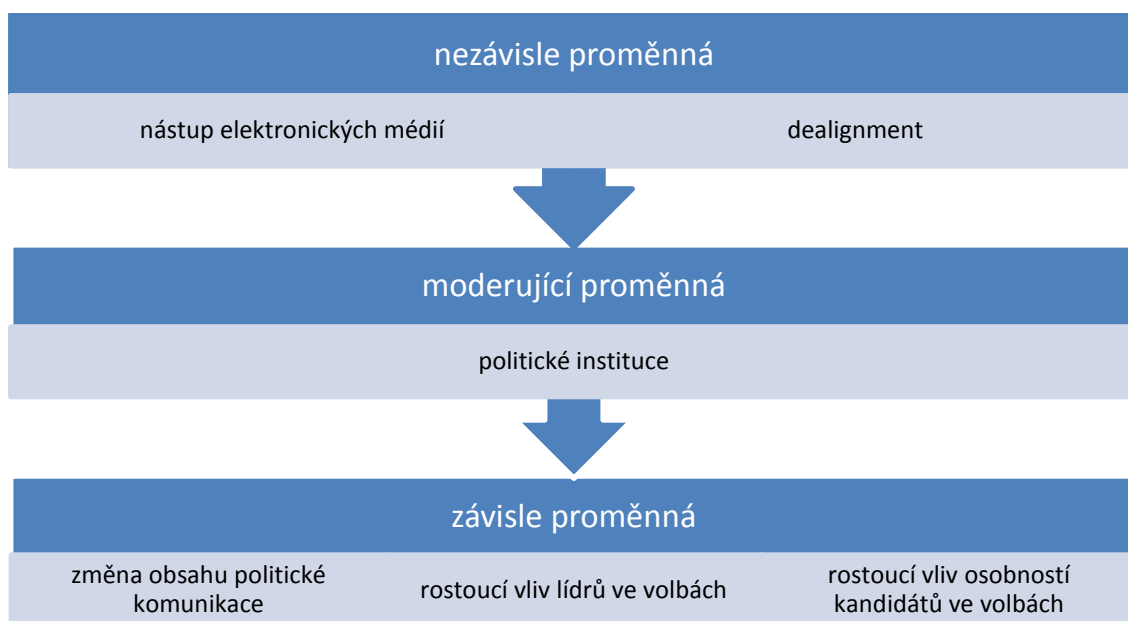 nezávisle proměnná
nástup elektronických médií
dealignment
moderující proměnná
politické instituce
závisle proměnná
změna obsahu politické
komunikace
rostoucí vliv lídrů ve volbách
rostoucí vliv osobností
kandidátů ve volbách